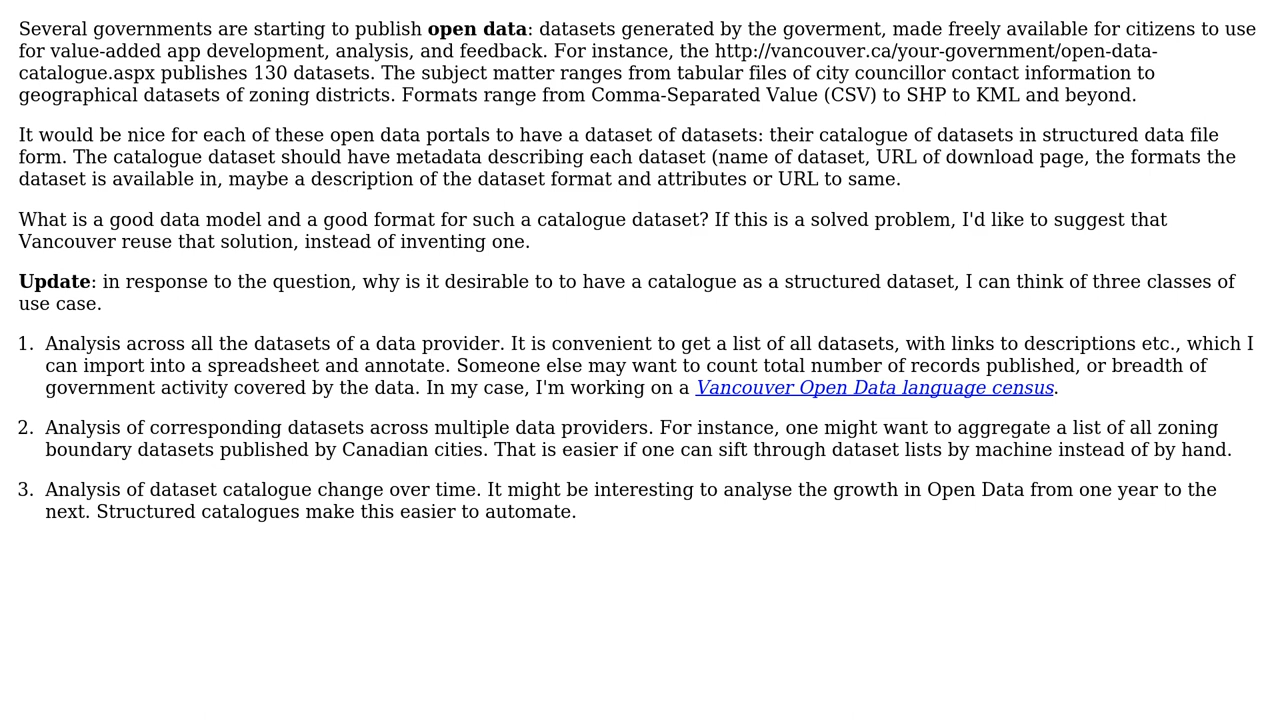 Several governments are starting to publish open data: datasets generated by the goverment, made freely available for citizens to use
for value-added app development, analysis, and feedback. For instance, the http://vancouver.ca/your-government/open-data-
catalogue.aspx publishes 130 datasets. The subject matter ranges from tabular files of city councillor contact information to
geographical datasets of zoning districts. Formats range from Comma-Separated Value (CSV) to SHP to KML and beyond.
It would be nice for each of these open data portals to have a dataset of datasets: their catalogue of datasets in structured data file
form. The catalogue dataset should have metadata describing each dataset (name of dataset, URL of download page, the formats the
dataset is available in, maybe a description of the dataset format and attributes or URL to same.
What is a good data model and a good format for such a catalogue dataset? If this is a solved problem, I'd like to suggest that
Vancouver reuse that solution, instead of inventing one.
Update: in response to the question, why is it desirable to to have a catalogue as a structured dataset, I can think of three classes of
use case.
1. Analysis across all the datasets of a data provider. It is convenient to get a list of all datasets, with links to descriptions etc., which I
can import into a spreadsheet and annotate. Someone else may want to count total number of records published, or breadth of
government activity covered by the data. In my case, I'm working on a Vancouver Open Data language census.
2. Analysis of corresponding datasets across multiple data providers. For instance, one might want to aggregate a list of all zoning
boundary datasets published by Canadian cities. That is easier if one can sift through dataset lists by machine instead of by hand.
3. Analysis of dataset catalogue change over time. It might be interesting to analyse the growth in Open Data from one year to the
next. Structured catalogues make this easier to automate.